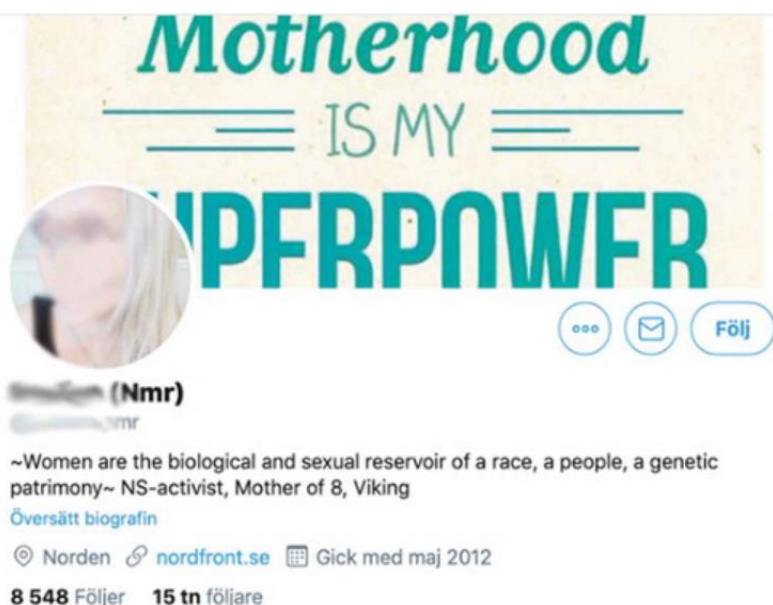 Motherhood
IS MY
SUPERPOWER
Följ
(Nmr)
mr
~Women are the biological and sexual reservoir of a race, a people, a genetic
patrimony~ NS-activist, Mother of 8, Viking
Översätt biografin
Norden nordfront.se Gick med maj 2012
8 548 Följer 15 tn följare